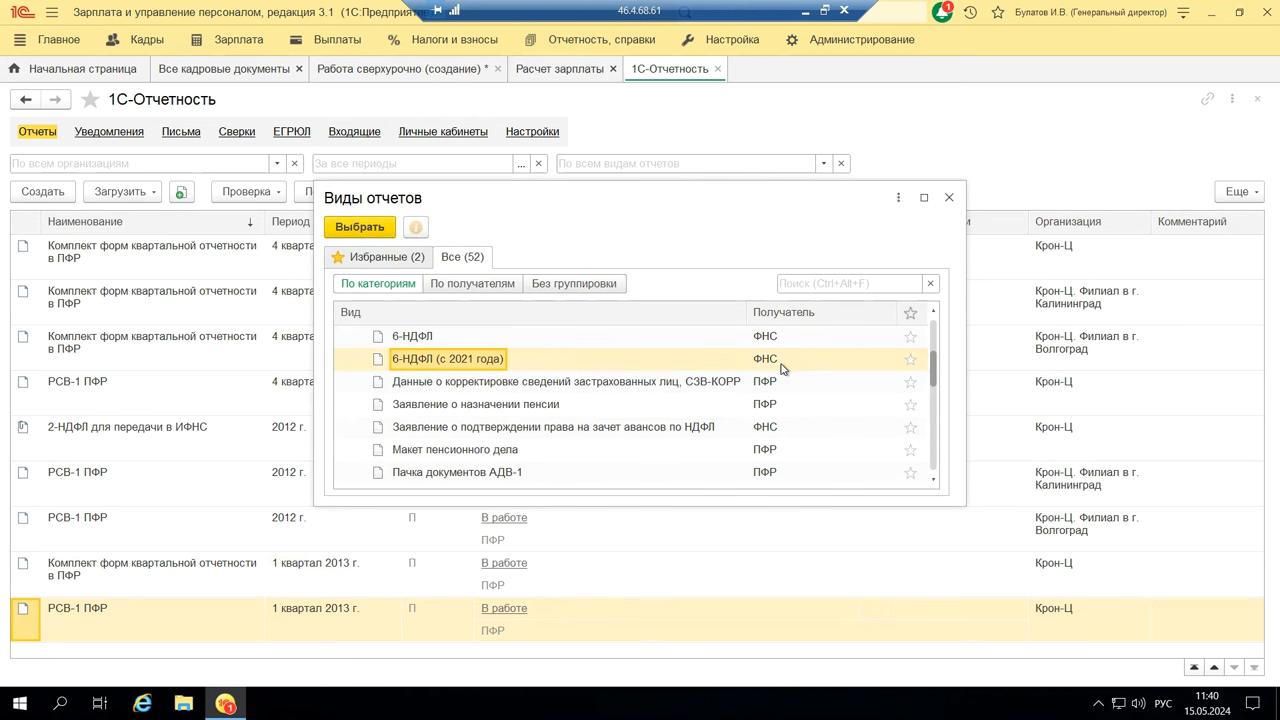 Зарплата и управление персоналом, редакция 3.1 (1С:Предприятие
46.4.68.61
1
Булатов И.В. (Генеральный директор)
Главное
Кадры
Зарплата
Выплаты
Налоги и взносы
Отчетность, справки
Настройка
Администрирование
Начальная страница
Все кадровые документы
Работа сверхурочно (создание) *
Расчет зарплаты
1С-Отчетность
1С-Отчетность
Отчеты
Уведомления
Письма
Сверки
ЕГРЮЛ
Входящие
Личные кабинеты
Настройки
По всем организациям
За все периоды
...
По всем видам отчетов
Создать
Загрузить
Проверка
Еще
Наименование
Период
Организация
Комментарий
Комплект форм квартальной отчетности
в ПФР
4 кварта
Крон-Ц
Комплект форм квартальной отчетности
в ПФР
4 кварта
Крон-Ц. Филиал в г.
Калининград
Комплект форм квартальной отчетности
в ПФР
4 кварта
Крон-Ц. Филиал в г.
Волгоград
РСВ-1 ПФР
4 кварта
Крон-Ц
2-НДФЛ для передачи в ИФНС
2012 г.
Крон-Ц
РСВ-1 ПФР
2012 г.
Крон-Ц. Филиал в г.
Калининград
РСВ-1 ПФР
2012 г.
П
В работе
ПФР
Крон-Ц. Филиал в г.
Волгоград
Комплект форм квартальной отчетности
в ПФР
1 квартал 2013 г.
П
В работе
ПФР
Крон-Ц
РСВ-1 ПФР
1 квартал 2013 г.
П
В работе
ПФР
Крон-Ц
Виды отчетов
Выбрать
Избранные (2)
Все (52)
По категориям
По получателям
Без группировки
Поиск (Ctrl+Alt+F)
Вид
Получатель
6-НДФЛ
ФНС
6-НДФЛ (с 2021 года)
ФНС
Данные о корректировке сведений застрахованных лиц, СЗВ-КОРР
ПФР
Заявление о назначении пенсии
ПФР
Заявление о подтверждении права на зачет авансов по НДФЛ
ФНС
Макет пенсионного дела
ПФР
Пачка документов АДВ-1
ПФР
РУС
11:40
15.05.2024